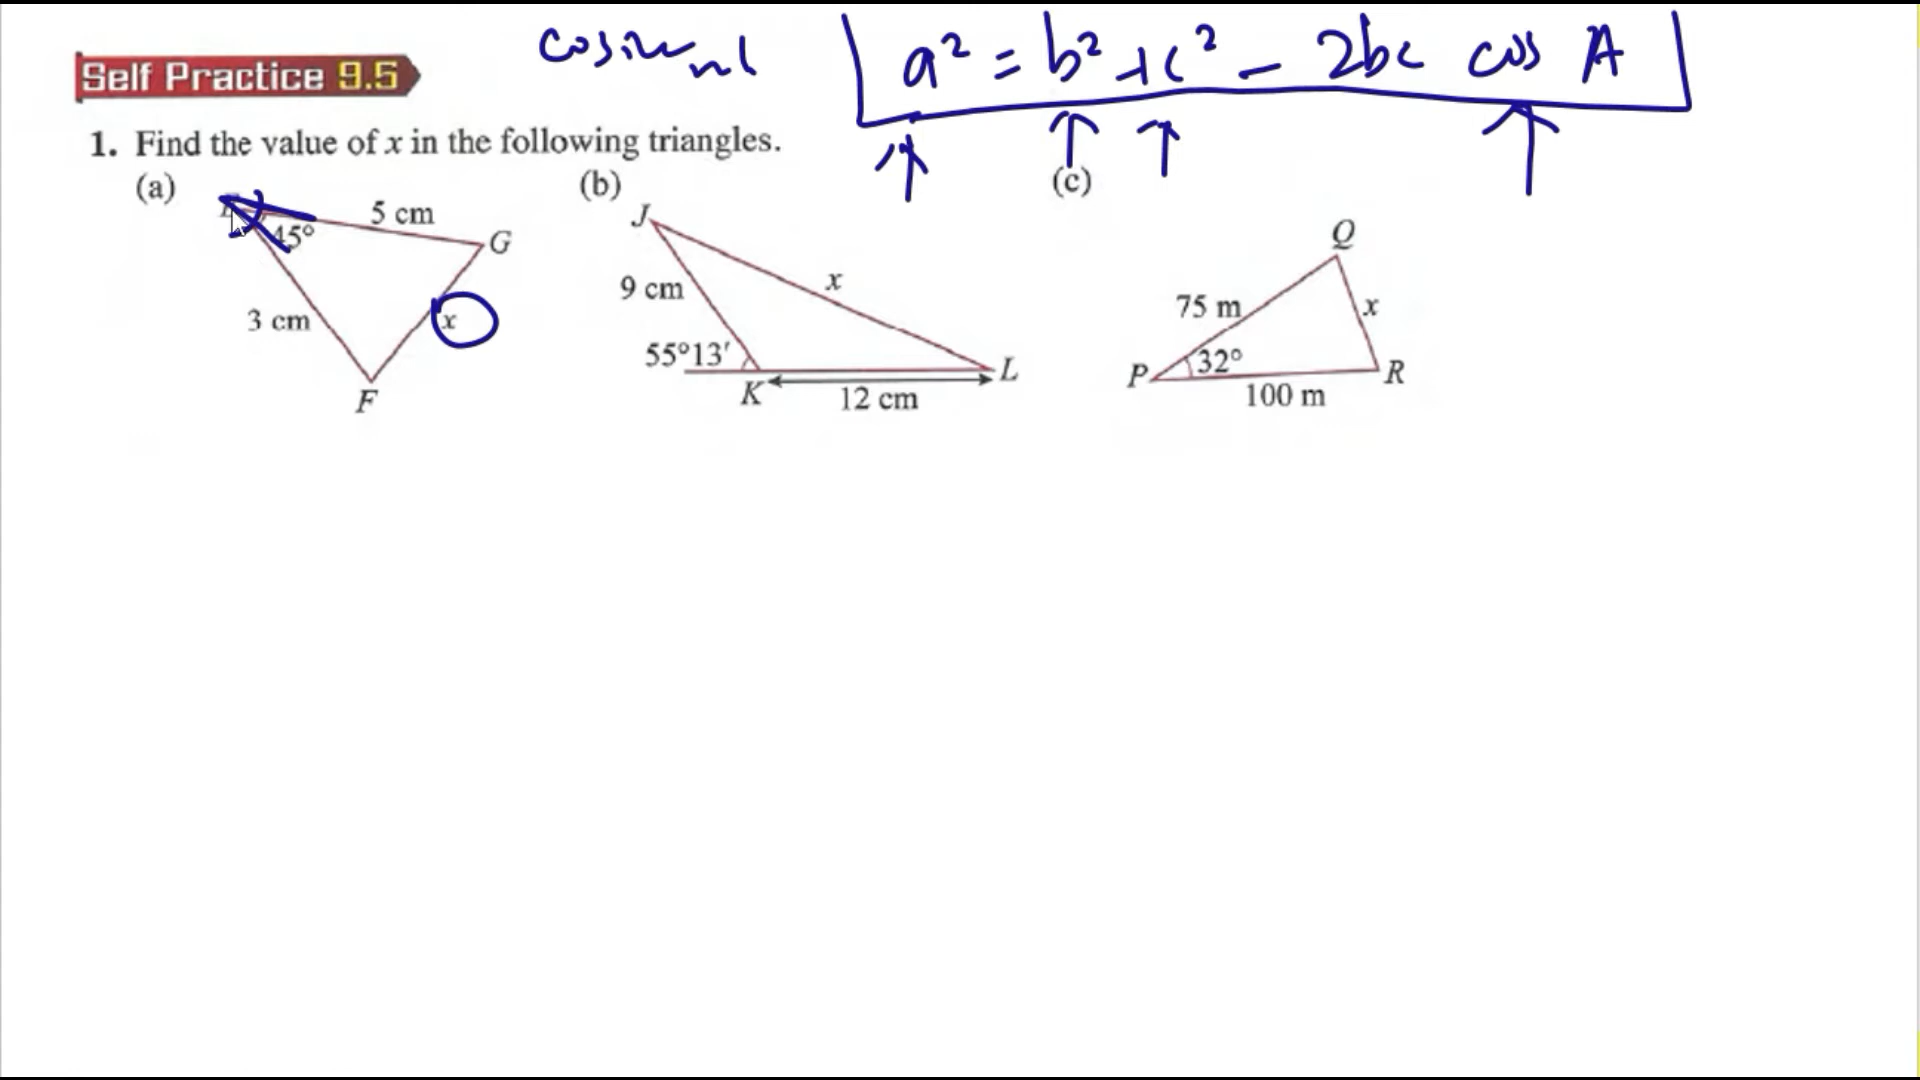 cosine rule a² = b² + c² - 2bc cos A
Self Practice 9.5
1. Find the value of x in the following triangles.
(a) (b) (c)
5 cm
45°
G
3 cm
x
F
J
9 cm
x
55°13′
K
L
12 cm
Q
75 m
x
P
32°
R
100 m